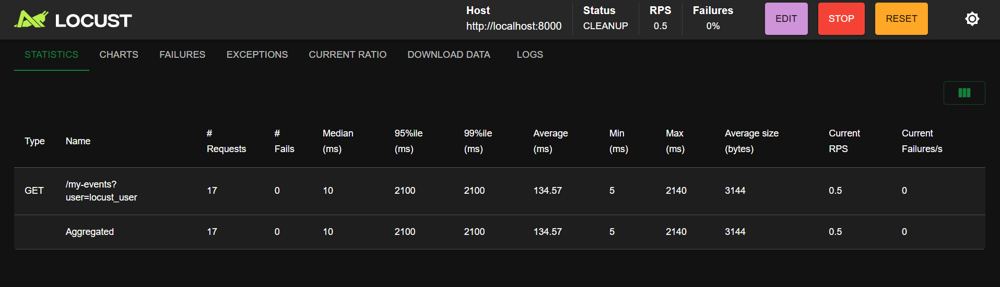 LOCUST
Host
http://localhost:8000
Status
CLEANUP
RPS
0.5
Failures
0%
EDIT
STOP
RESET
STATISTICS CHARTS FAILURES EXCEPTIONS CURRENT RATIO DOWNLOAD DATA LOGS
Type Name # Requests # Fails Median (ms) 95%ile (ms) 99%ile (ms) Average (ms) Min (ms) Max (ms) Average size (bytes) Current RPS Current Failures/s
GET /my-events?user=locust_user 17 0 10 2100 2100 134.57 5 2140 3144 0.5 0
Aggregated 17 0 10 2100 2100 134.57 5 2140 3144 0.5 0